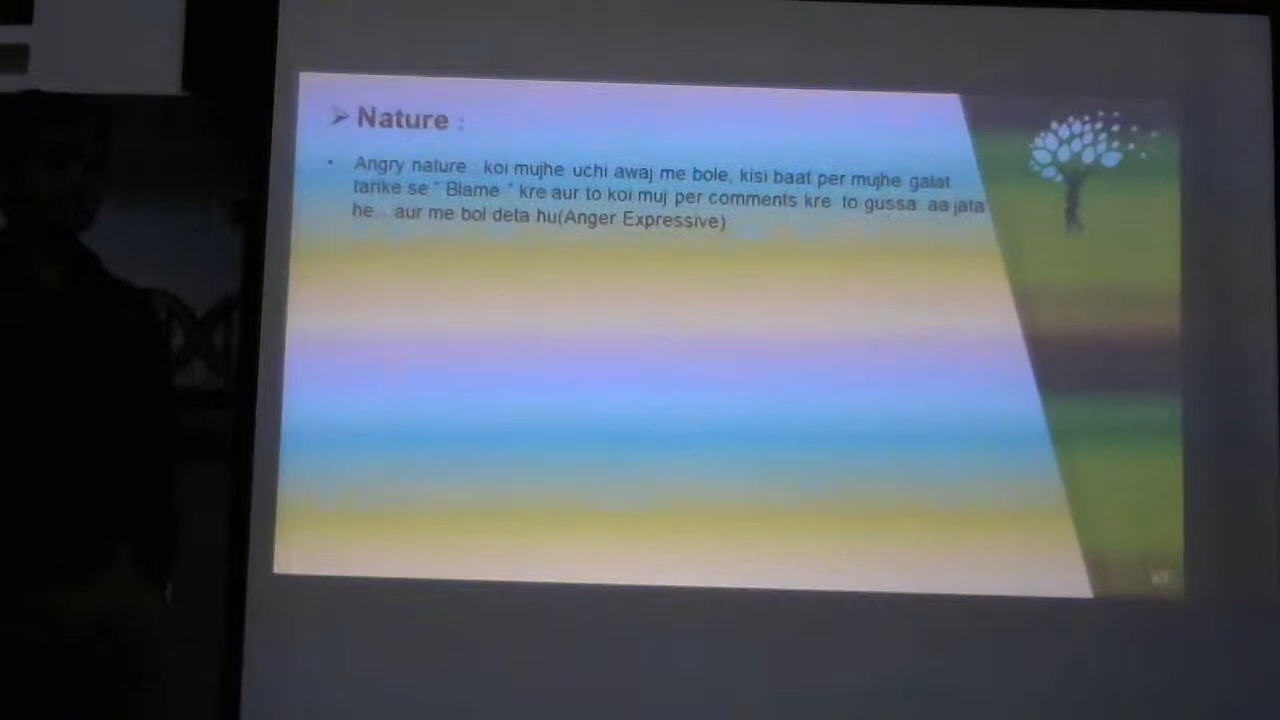 ➢ Nature :
• Angry nature koi mujhe uchi awaj me bole, kisi baat per mujhe galat
tarike se " Blame " kre aur to koi muj per comments kre to gussa aa jata
he aur me bol deta hu(Anger Expressive)